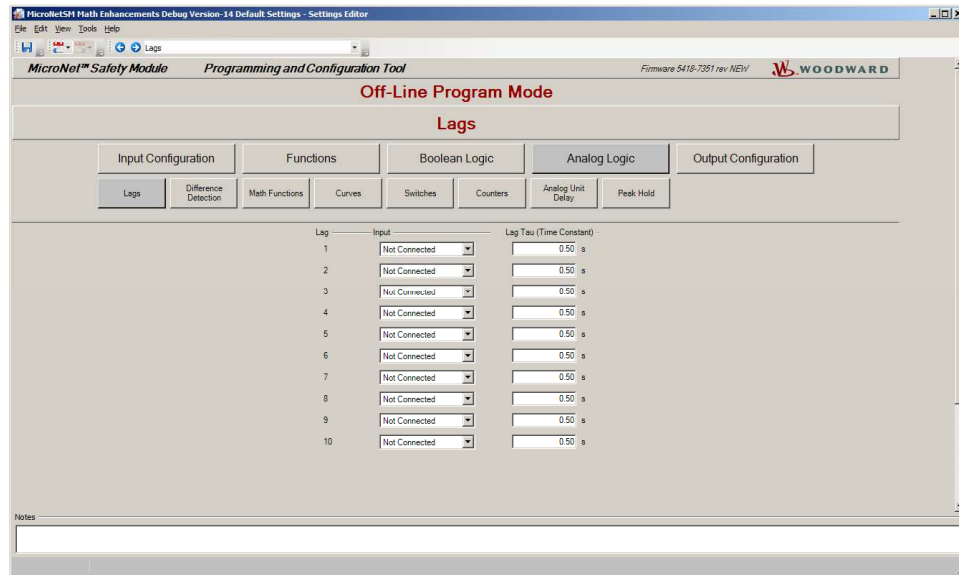 MicroNetSM Math Enhancements Debug Version-14 Default Settings - Settings Editor
File Edit View Tools Help
Lags
MicroNet™ Safety Module Programming and Configuration Tool Firmware 5418-7351 rev NEW WOODWARD
Off-Line Program Mode
Lags
Input Configuration Functions Boolean Logic Analog Logic Output Configuration
Lags Difference Detection Math Functions Curves Switches Counters Analog Unit Delay Peak Hold
Lag Input Lag Tau (Time Constant)
1 Not Connected 0.50 s
2 Not Connected 0.50 s
3 Not Connected 0.50 s
4 Not Connected 0.50 s
5 Not Connected 0.50 s
6 Not Connected 0.50 s
7 Not Connected 0.50 s
8 Not Connected 0.50 s
9 Not Connected 0.50 s
10 Not Connected 0.50 s
Notes